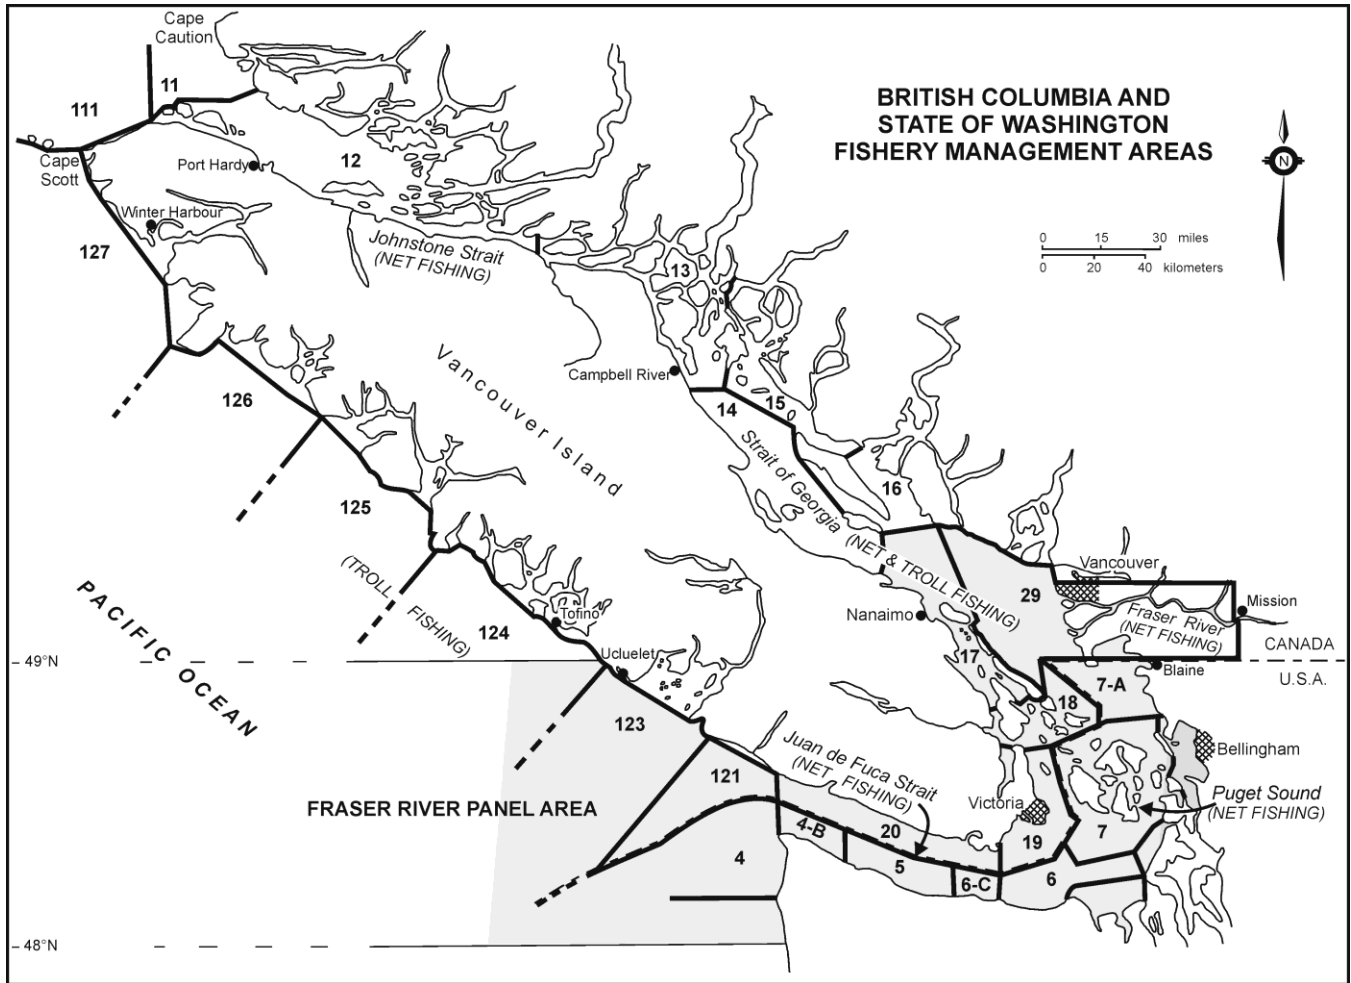 Cape
Caution
11
111
BRITISH COLUMBIA AND
STATE OF WASHINGTON
FISHERY MANAGEMENT AREAS
N
Cape
Scott
Port Hardy
12
Winter Harbour
127
Johnstone Strait
(NET FISHING)
13
0 15 30 miles
0 20 40 kilometers
Campbell River
126
Vancouver Island
14
15
Strait of Georgia
(NET & TROLL FISHING)
16
125
(TROLL FISHING)
Vancouver
29
Fraser River
(NET FISHING)
Mission
Nanaimo
Tofino
124
PACIFIC OCEAN
CANADA
49°N
Ucluelet
17
Blaine
U.S.A.
7-A
18
123
Juan de Fuca Strait
(NET FISHING)
Bellingham
121
Victoria
Puget Sound
(NET FISHING)
FRASER RIVER PANEL AREA
4-B
20
19
7
4
5
6-C
6
48°N